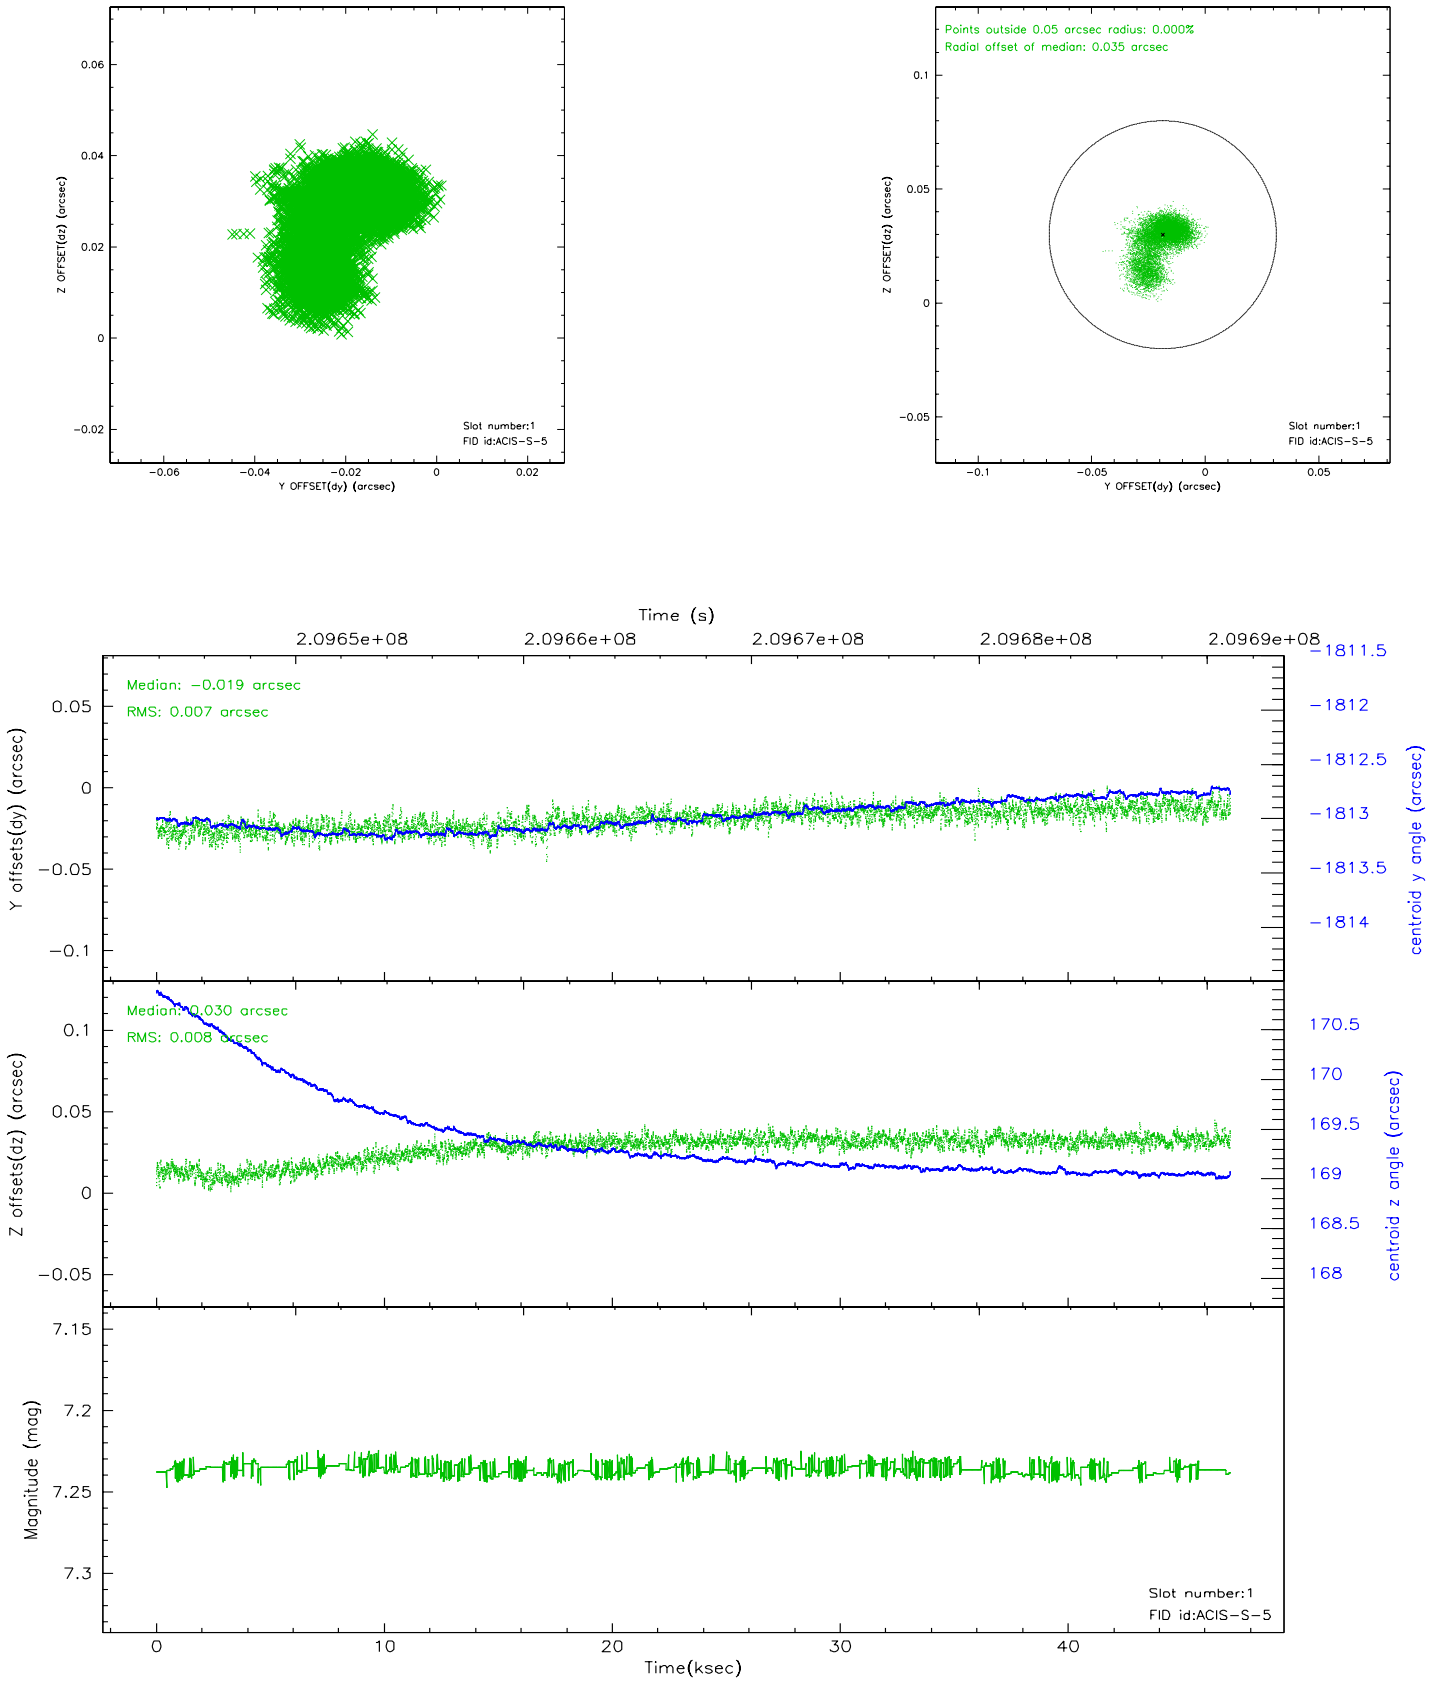 0.06
0.04
0.02
0
−0.02
Z OFFSET(dz) (arcsec)
Slot number:1
FID id:ACIS−S−5
−0.06 −0.04 −0.02 0 0.02
Y OFFSET(dy) (arcsec)
Points outside 0.05 arcsec radius: 0.000%
Radial offset of median: 0.035 arcsec
0.1
0.05
0
−0.05
Z OFFSET(dz) (arcsec)
Slot number:1
FID id:ACIS−S−5
−0.1 −0.05 0 0.05
Y OFFSET(dy) (arcsec)
Time (s)
2.0965e+08 2.0966e+08 2.0967e+08 2.0968e+08 2.0969e+08
Median: −0.019 arcsec
RMS: 0.007 arcsec
0.05
0
−0.05
−0.1
Y offsets(dy) (arcsec)
−1811.5
−1812
−1812.5
−1813
−1813.5
−1814
centroid y angle (arcsec)
Median: 0.030 arcsec
RMS: 0.008 arcsec
0.1
0.05
0
−0.05
Z offsets(dz) (arcsec)
170.5
170
169.5
169
168.5
168
centroid z angle (arcsec)
7.15
7.2
7.25
7.3
Magnitude (mag)
Slot number:1
FID id:ACIS−S−5
0 10 20 30 40
Time(ksec)